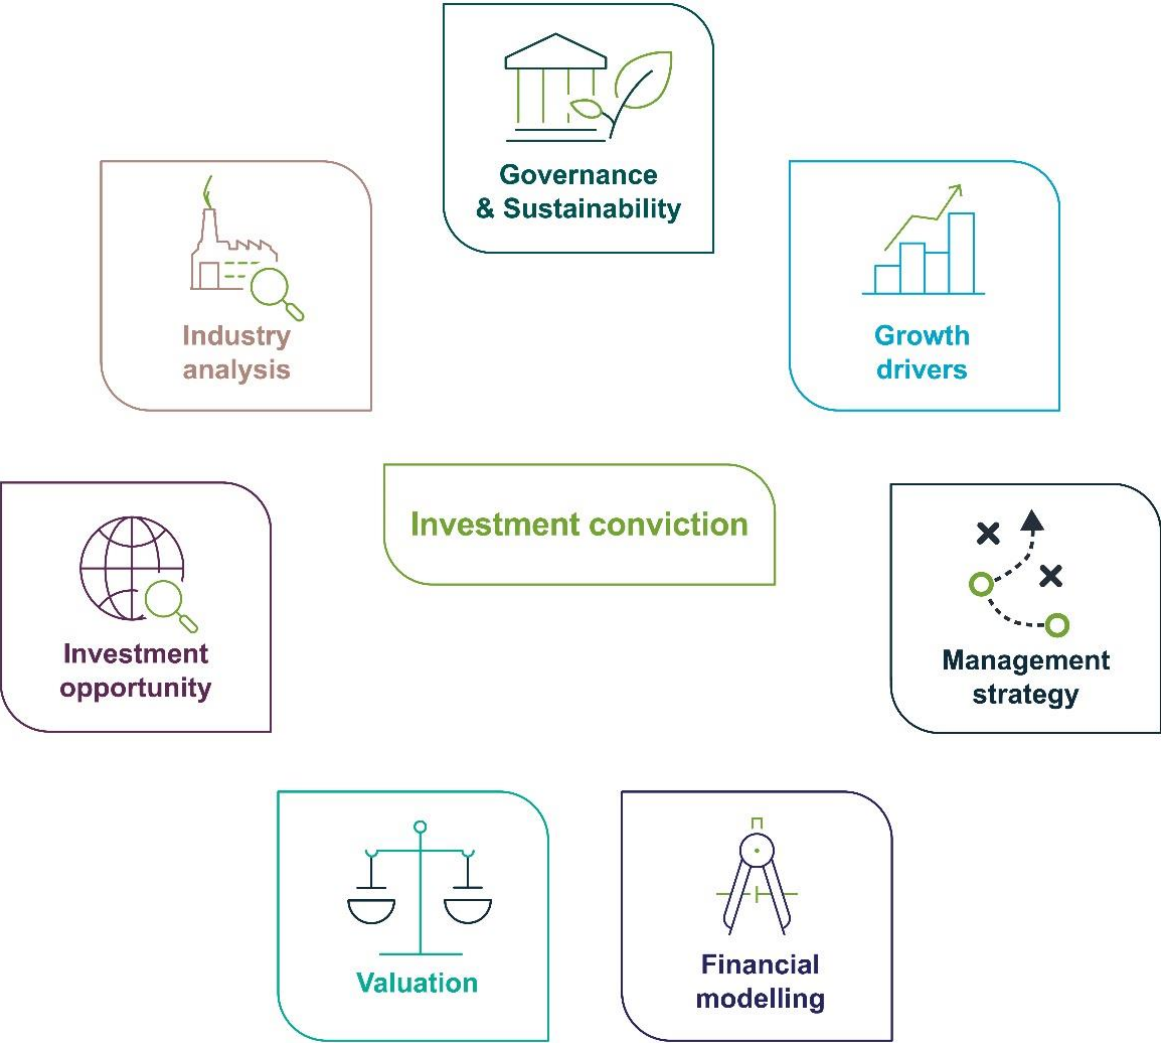 Governance
& Sustainability
Industry
analysis
Growth
drivers
Investment conviction
Investment
opportunity
Management
strategy
Valuation
Financial
modelling